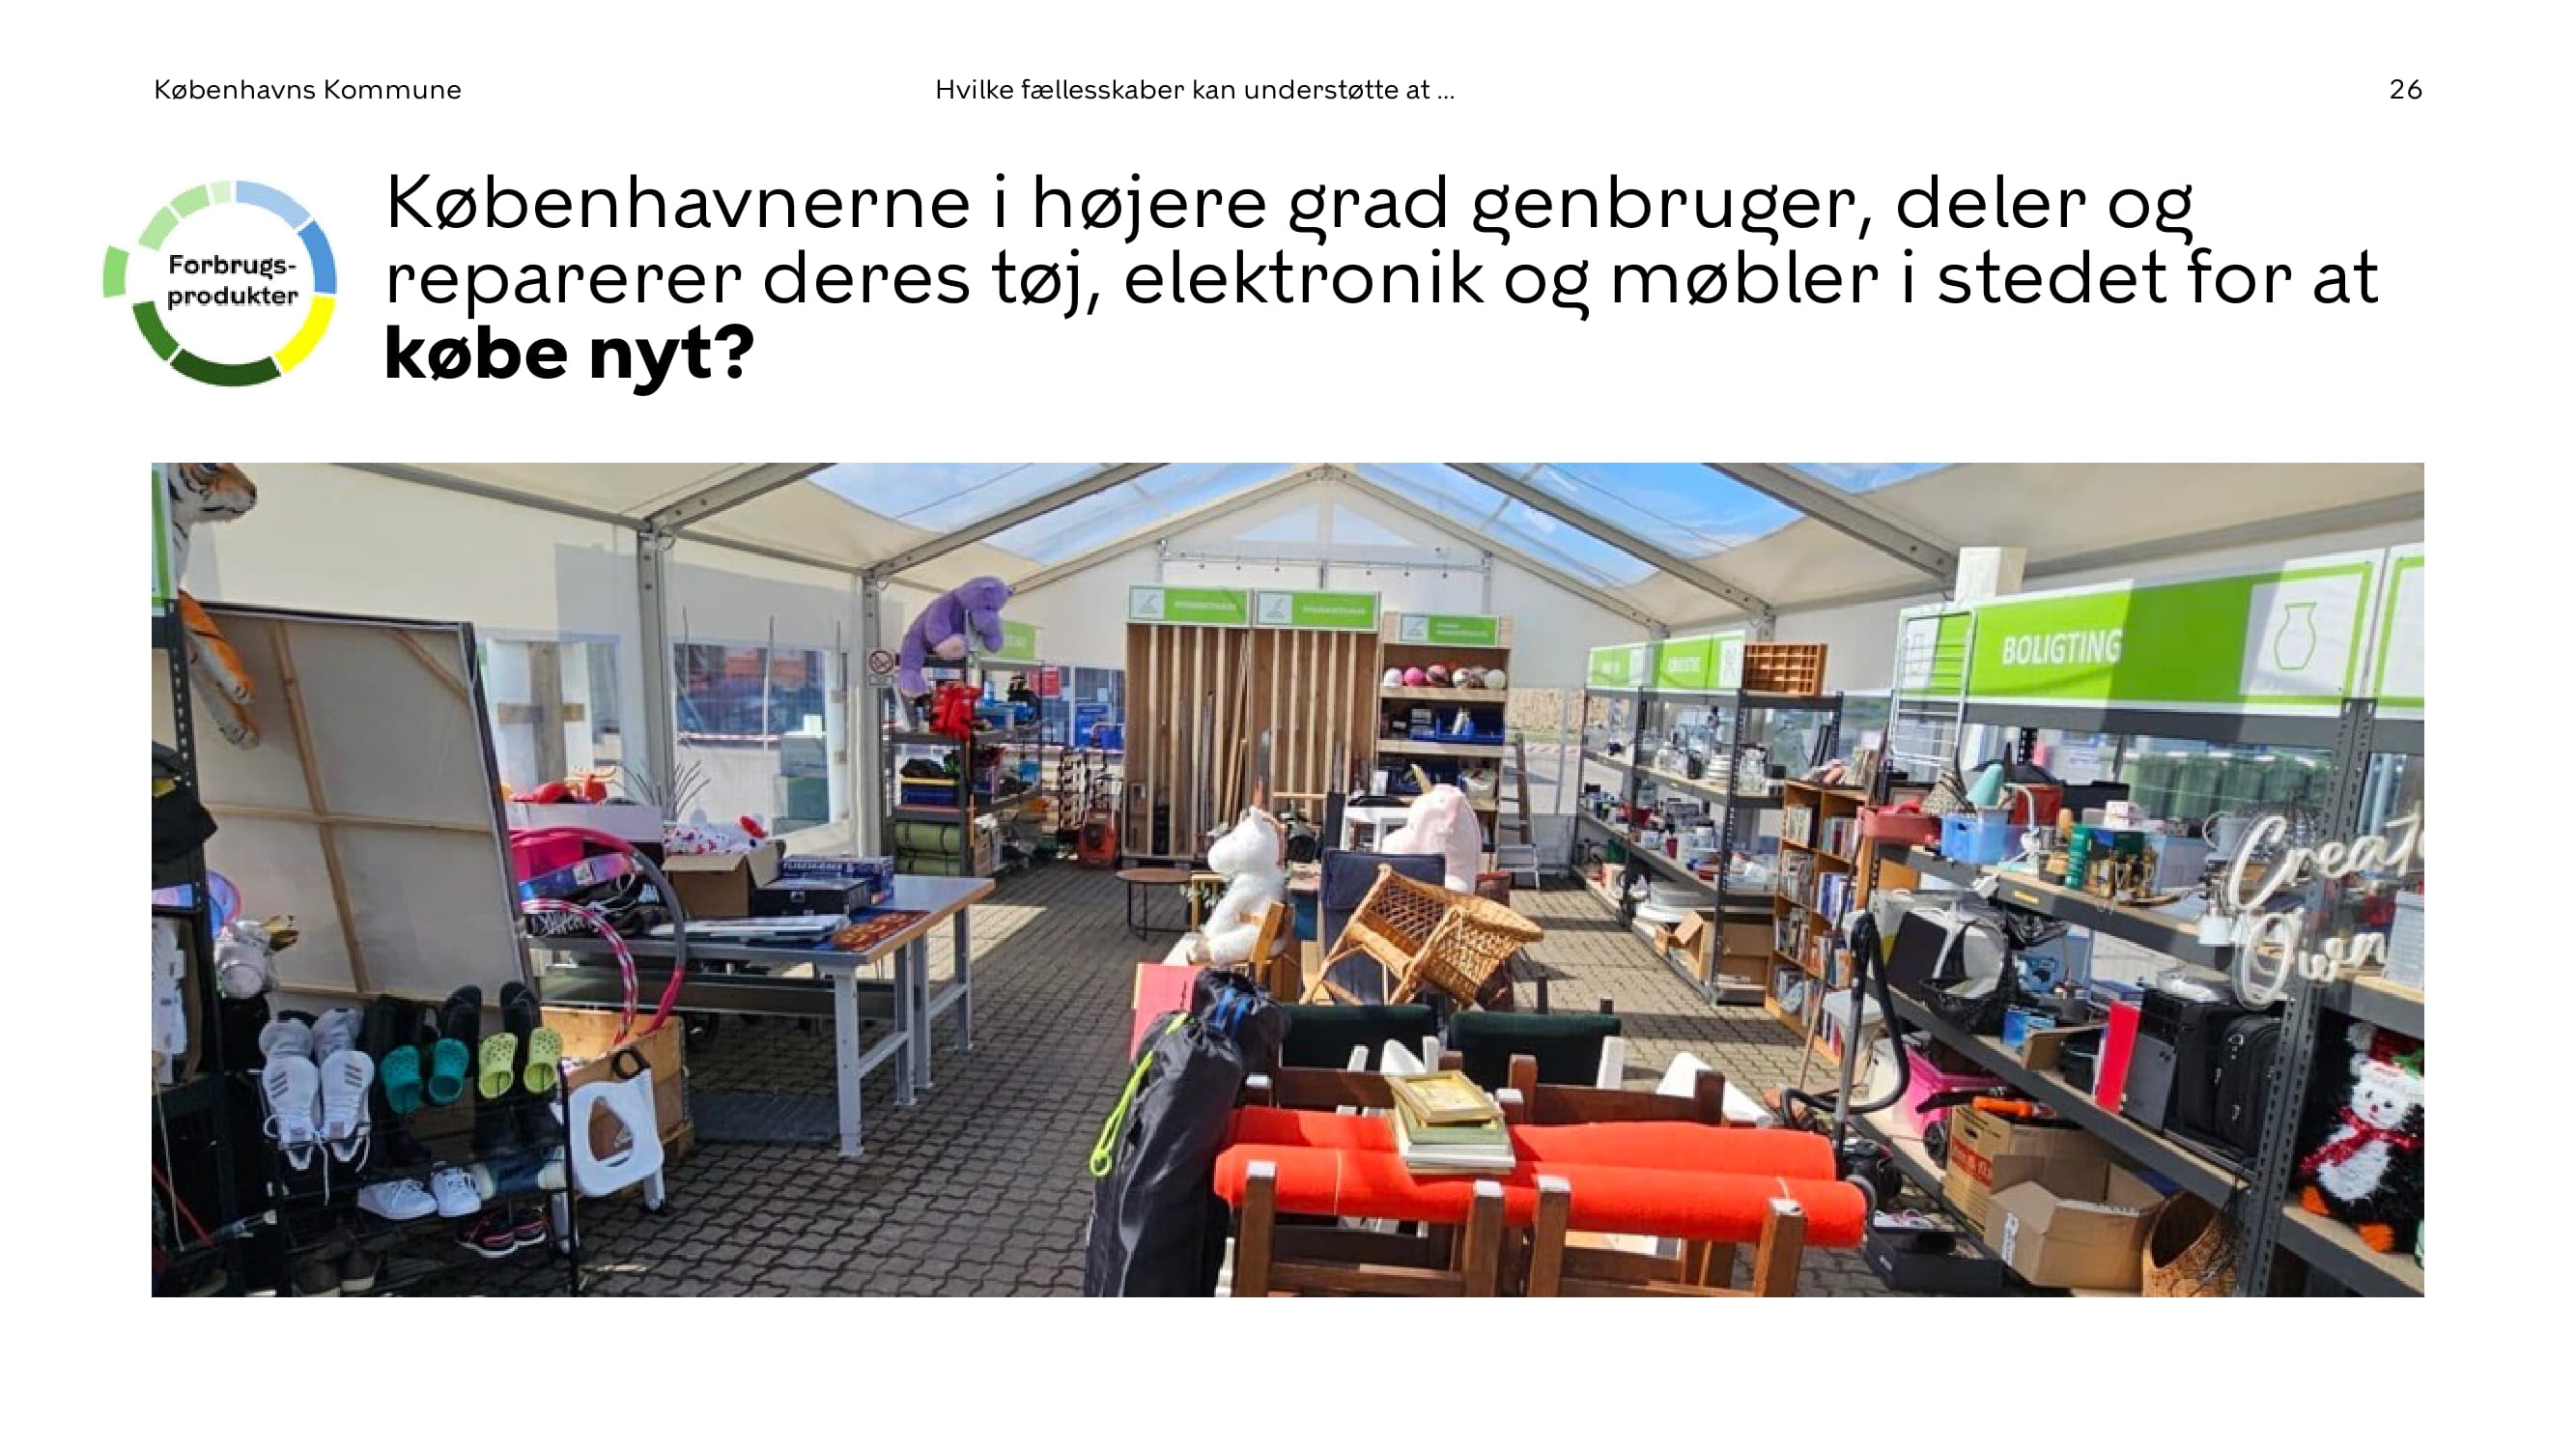 Københavns Kommune
Hvilke fællesskaber kan understøtte at ...
26
Forbrugs-
produkter
Københavnerne i højere grad genbruger, deler og
reparerer deres tøj, elektronik og møbler i stedet for at
købe nyt?
BOLIGTING
Create
Own